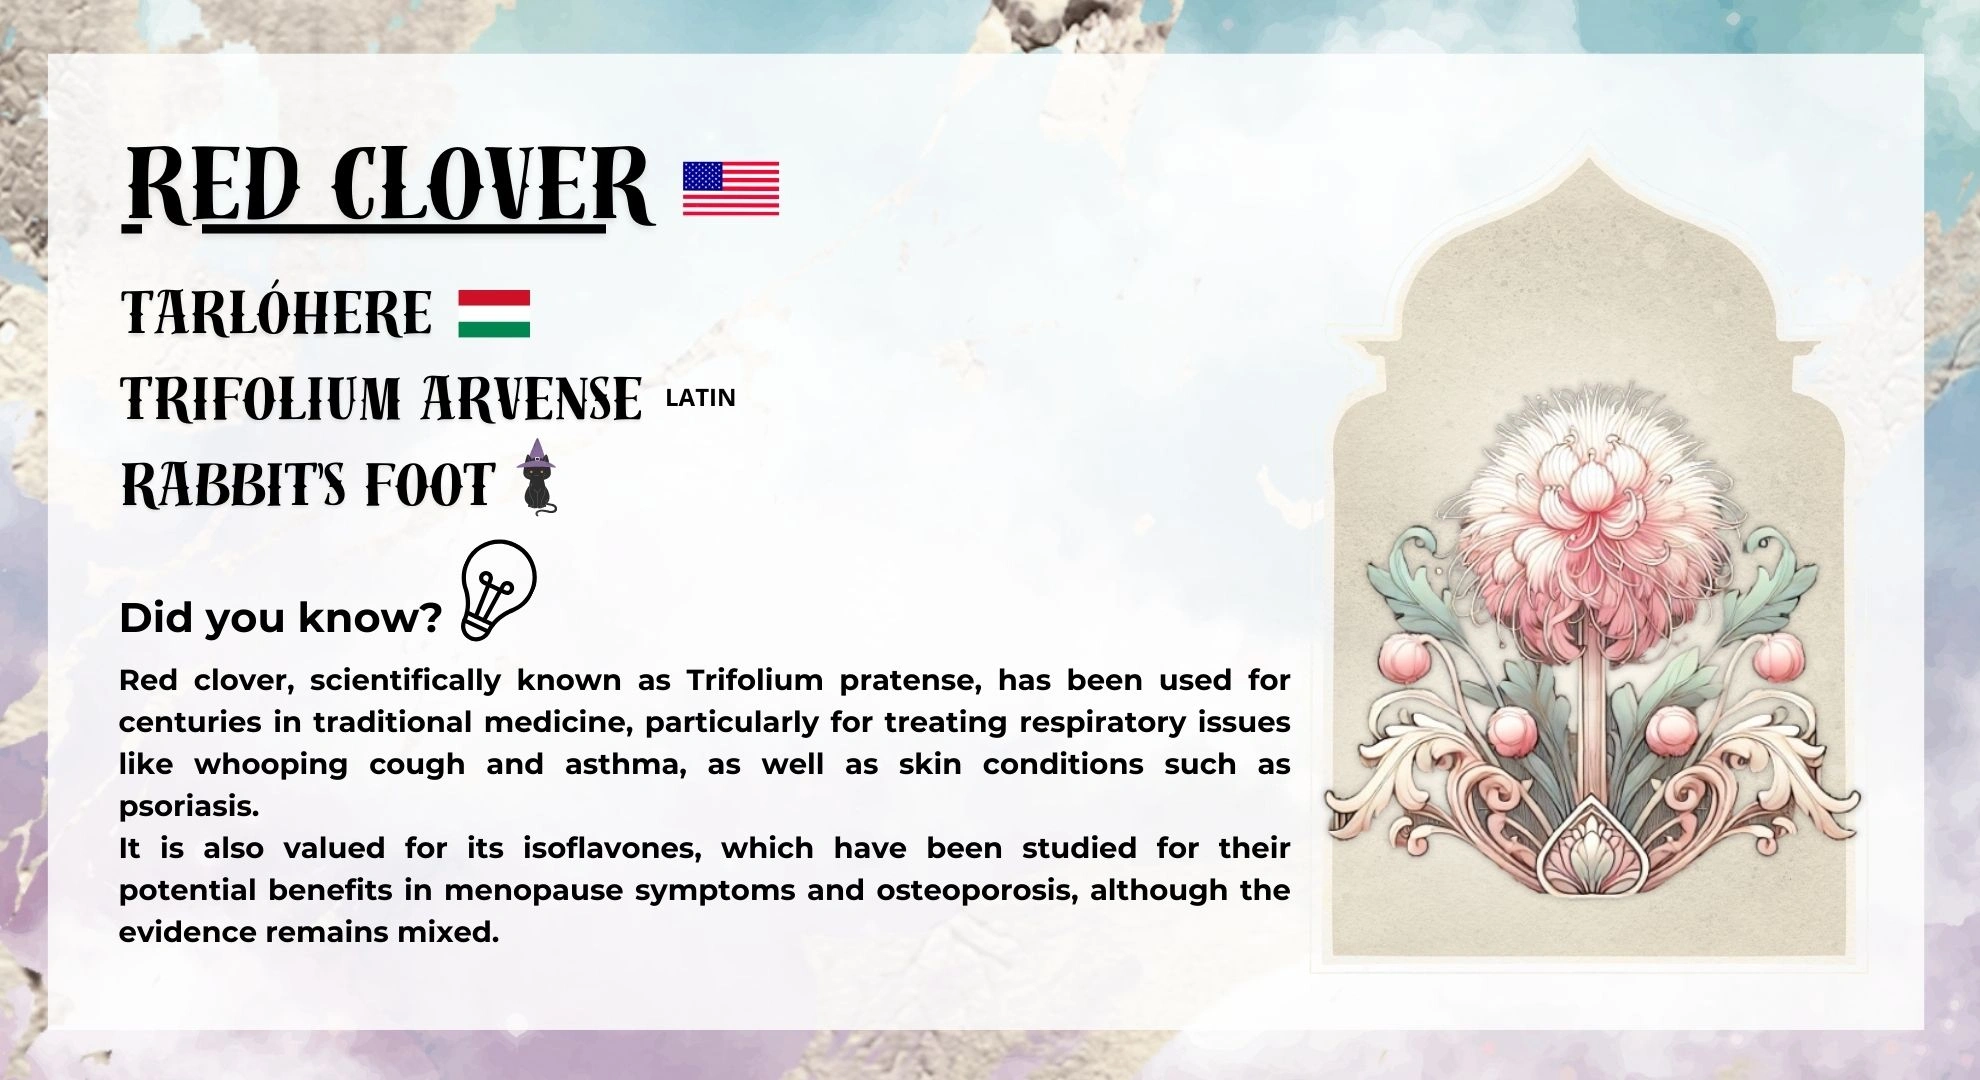 RED CLOVER
TARLÓHERE
TRIFOLIUM ARVENSE LATIN
RABBIT'S FOOT
Did you know?
Red clover, scientifically known as Trifolium pratense, has been used for
centuries in traditional medicine, particularly for treating respiratory issues
like whooping cough and asthma, as well as skin conditions such as
psoriasis.
It is also valued for its isoflavones, which have been studied for their
potential benefits in menopause symptoms and osteoporosis, although the
evidence remains mixed.